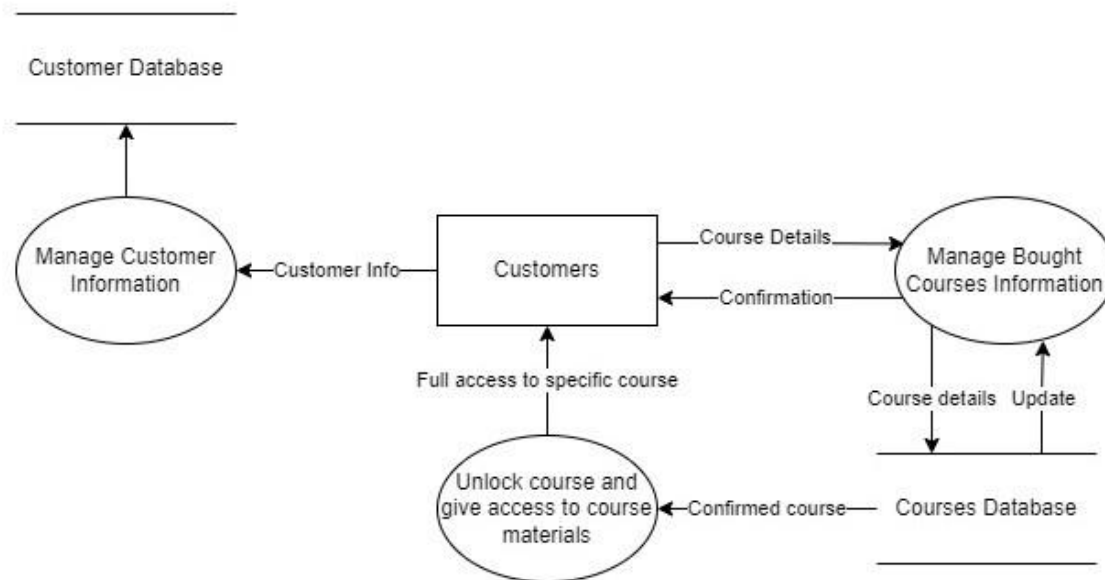 Customer Database
Manage Customer
Information
Customer Info
Customers
Course Details
Confirmation
Manage Bought
Courses Information
Full access to specific course
Course details
Update
Unlock course and
give access to course
materials
Confirmed course
Courses Database